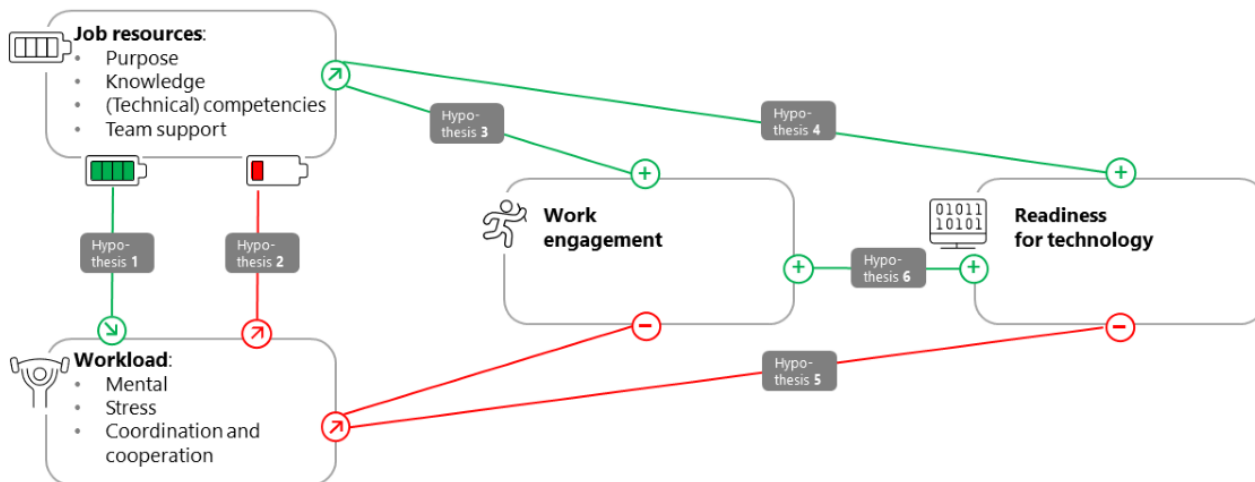 Job resources:
• Purpose
• Knowledge
• (Technical) competencies
• Team support
Hypo-
thesis 3
Hypo-
thesis 4
Work
engagement
01011
10101
Readiness
for technology
Hypo-
thesis 1
Hypo-
thesis 2
Hypo-
thesis 6
Workload:
• Mental
• Stress
• Coordination and
cooperation
Hypo-
thesis 5